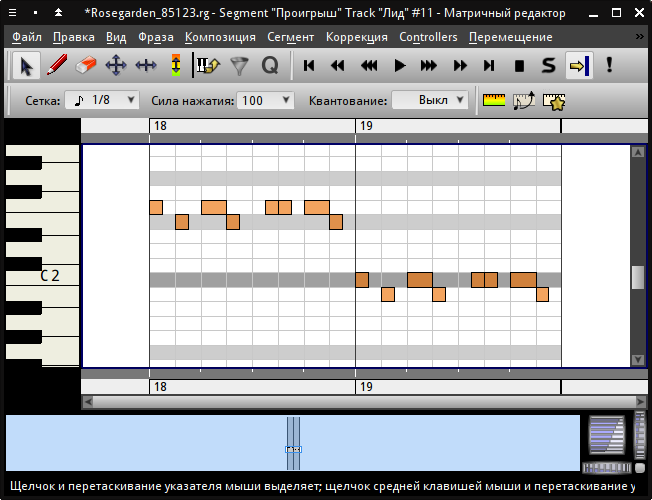 *Rosegarden_85123.rg - Segment "Проигрыш" Track "Лид" #11 - Матричный редактор
Файл Правка Вид Фраза Композиция Сегмент Коррекция Controllers Перемещение »
Сетка: 1/8 Сила нажатия: 100 Квантование: Выкл
18 19
C 2
18 19
Щелчок и перетаскивание указателя мыши выделяет; щелчок средней клавишей мыши и перетаскивание у